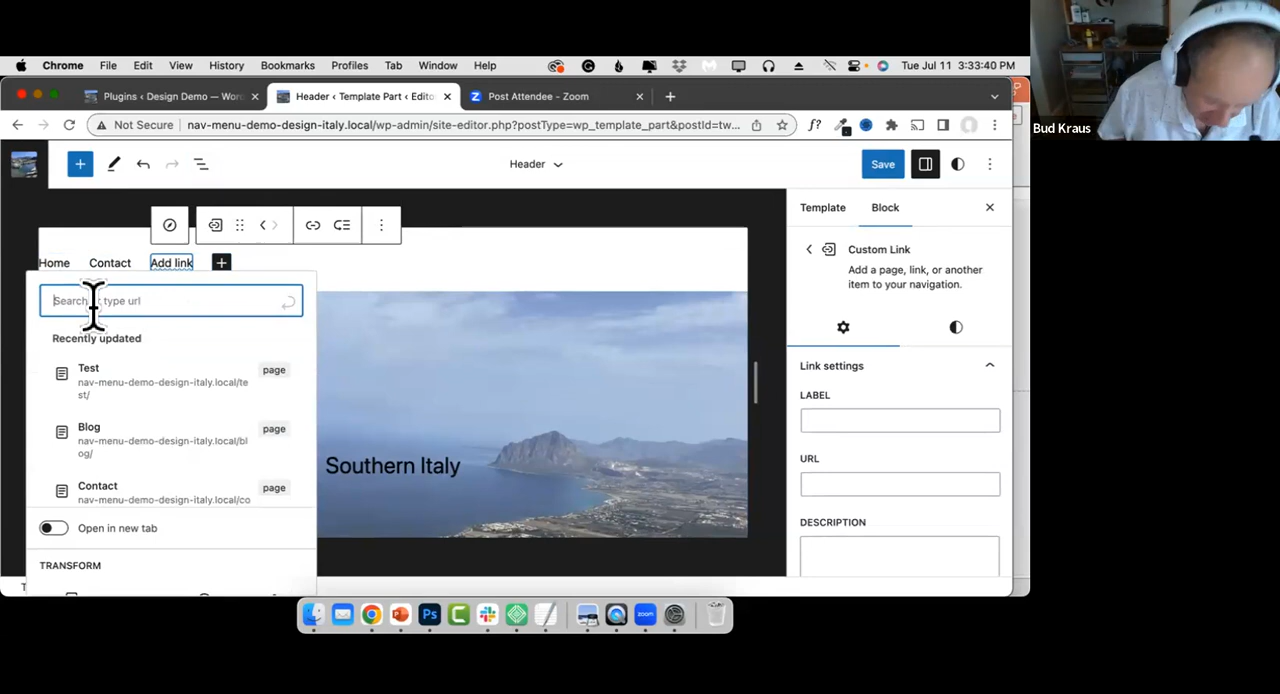 Chrome File Edit View History Bookmarks Profiles Tab Window Help Tue Jul 11 3:33:40 PM
Plugins ‹ Design Demo — Wor
Header ‹ Template Part ‹ Edito
Post Attendee - Zoom
Not Secure nav-menu-demo-design-italy.local/wp-admin/site-editor.php?postType=wp_template_part&postId=tw...
f?
Header
Save
Home Contact Add link
Search or type url
Recently updated
Test
nav-menu-demo-design-italy.local/te
st/
page
Blog
nav-menu-demo-design-italy.local/bl
og/
page
Contact
nav-menu-demo-design-italy.local/co
page
Open in new tab
TRANSFORM
Southern Italy
Template Block
Custom Link
Add a page, link, or another
item to your navigation.
Link settings
LABEL
URL
DESCRIPTION
Ps
zoom
Bud Kraus